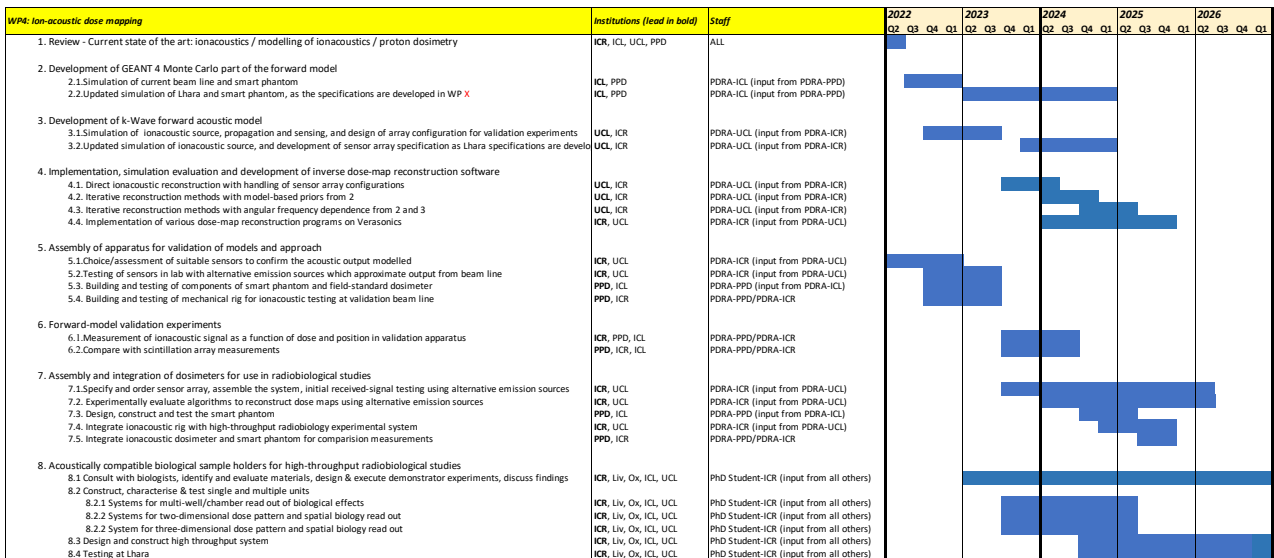 WP4: Ion-acoustic dose mapping Institutions (lead in bold) Staff 2022 2023 2024 2025 2026
Q2 Q3 Q4 Q1 Q2 Q3 Q4 Q1 Q2 Q3 Q4 Q1 Q2 Q3 Q4 Q1 Q2 Q3 Q4 Q1
1. Review - Current state of the art: ionacoustics / modelling of ionacoustics / proton dosimetry ICR, ICL, UCL, PPD ALL
2. Development of GEANT 4 Monte Carlo part of the forward model
2.1.Simulation of current beam line and smart phantom ICL, PPD PDRA-ICL (input from PDRA-PPD)
2.2.Updated simulation of Lhara and smart phantom, as the specifications are developed in WP X ICL, PPD PDRA-ICL (input from PDRA-PPD)
3. Development of k-Wave forward acoustic model
3.1.Simulation of ionacoustic source, propagation and sensing, and design of array configuration for validation experiments UCL, ICR PDRA-UCL (input from PDRA-ICR)
3.2.Updated simulation of ionacoustic source, and development of sensor array specification as Lhara specifications are develo UCL, ICR PDRA-UCL (input from PDRA-ICR)
4. Implementation, simulation evaluation and development of inverse dose-map reconstruction software
4.1. Direct ionacoustic reconstruction with handling of sensor array configurations UCL, ICR PDRA-UCL (input from PDRA-ICR)
4.2. Iterative reconstruction methods with model-based priors from 2 UCL, ICR PDRA-UCL (input from PDRA-ICR)
4.3. Iterative reconstruction methods with angular frequency dependence from 2 and 3 UCL, ICR PDRA-UCL (input from PDRA-ICR)
4.4. Implementation of various dose-map reconstruction programs on Verasonics ICR, UCL PDRA-ICR (input from PDRA-UCL)
5. Assembly of apparatus for validation of models and approach
5.1.Choice/assessment of suitable sensors to confirm the acoustic output modelled ICR, UCL PDRA-ICR (input from PDRA-UCL)
5.2.Testing of sensors in lab with alternative emission sources which approximate output from beam line ICR, UCL PDRA-ICR (input from PDRA-UCL)
5.3. Building and testing of components of smart phantom and field-standard dosimeter PPD, ICL PDRA-PPD (input from PDRA-ICL)
5.4. Building and testing of mechanical rig for ionacoustic testing at validation beam line PPD, ICR PDRA-PPD/PDRA-ICR
6. Forward-model validation experiments
6.1.Measurement of ionacoustic signal as a function of dose and position in validation apparatus ICR, PPD, ICL PDRA-PPD/PDRA-ICR
6.2.Compare with scintillation array measurements PPD, ICR, ICL PDRA-PPD/PDRA-ICR
7. Assembly and integration of dosimeters for use in radiobiological studies
7.1.Specify and order sensor array, assemble the system, initial received-signal testing using alternative emission sources ICR, UCL PDRA-ICR (input from PDRA-UCL)
7.2. Experimentally evaluate algorithms to reconstruct dose maps using alternative emission sources ICR, UCL PDRA-ICR (input from PDRA-UCL)
7.3. Design, construct and test the smart phantom PPD, ICL PDRA-PPD (input from PDRA-ICL)
7.4. Integrate ionacoustic rig with high-throughput radiobiology experimental system ICR, UCL PDRA-ICR (input from PDRA-UCL)
7.5. Integrate ionacoustic dosimeter and smart phantom for comparision measurements PPD, ICR PDRA-PPD/PDRA-ICR
8. Acoustically compatible biological sample holders for high-throughput radiobiological studies
8.1 Consult with biologists, identify and evaluate materials, design & execute demonstrator experiments, discuss findings ICR, Liv, Ox, ICL, UCL PhD Student-ICR (input from all others)
8.2 Construct, characterise & test single and multiple units
8.2.1 Systems for multi-well/chamber read out of biological effects ICR, Liv, Ox, ICL, UCL PhD Student-ICR (input from all others)
8.2.2 Systems for two-dimensional dose pattern and spatial biology read out ICR, Liv, Ox, ICL, UCL PhD Student-ICR (input from all others)
8.2.2 System for three-dimensional dose pattern and spatial biology read out ICR, Liv, Ox, ICL, UCL PhD Student-ICR (input from all others)
8.3 Design and construct high throughput system ICR, Liv, Ox, ICL, UCL PhD Student-ICR (input from all others)
8.4 Testing at Lhara ICR, Liv, Ox, ICL, UCL PhD Student-ICR (input from all others)